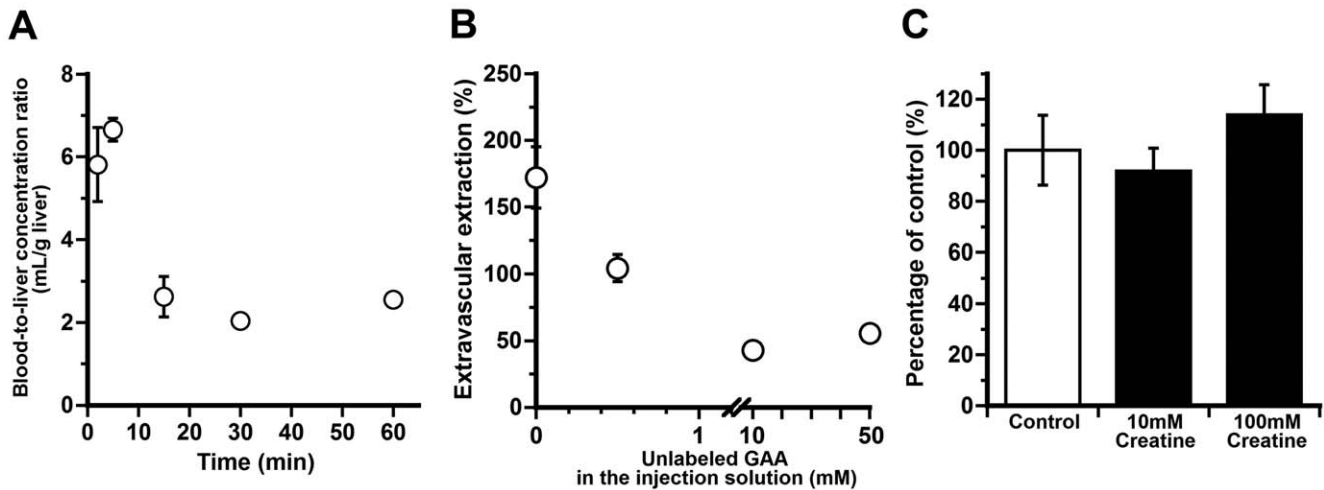 A
Blood-to-liver concentration ratio
(mL/g liver)
8
6
4
2
0
0 10 20 30 40 50 60
Time (min)
B
Extravascular extraction (%)
250
200
150
100
50
0
0 1 10 50
Unlabeled GAA
in the injection solution (mM)
C
Percentage of control (%)
120
100
80
60
40
20
0
Control 10mM 100mM
Creatine Creatine